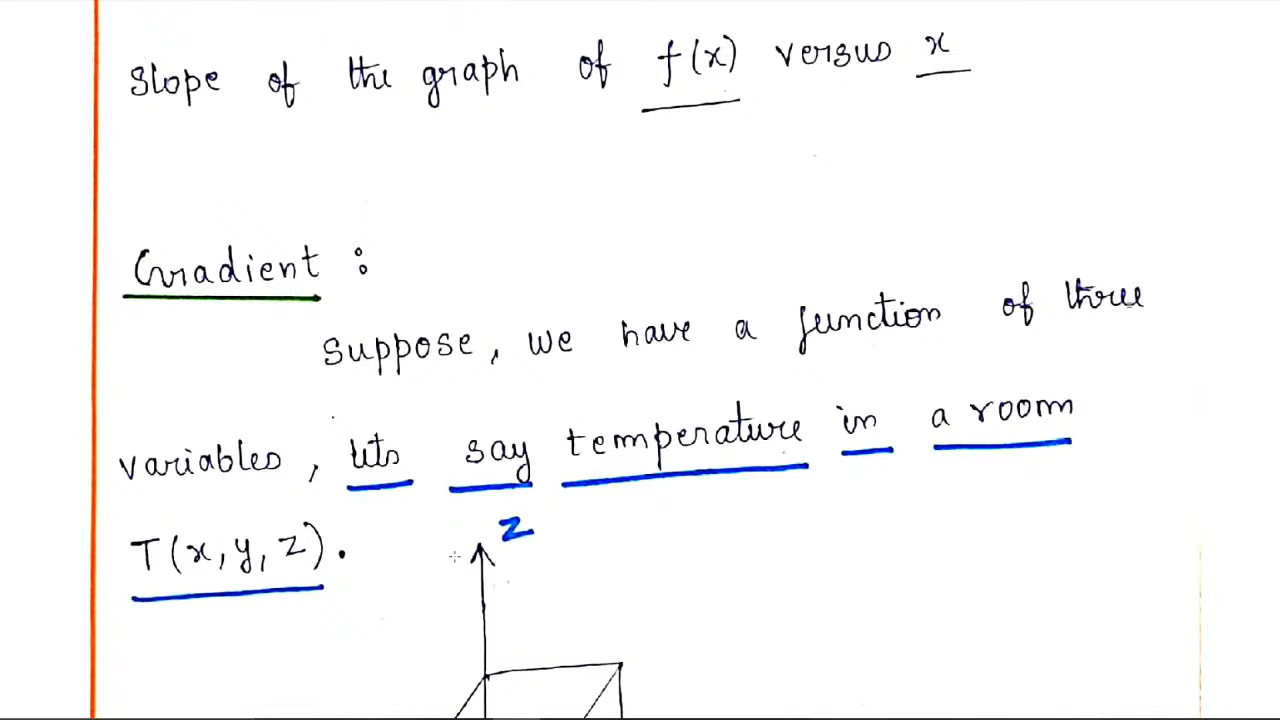 Slope of the graph of f(x) versus x
Gradient :
Suppose, we have a function of three
variables, lets say temperature in a room
T(x, y, z).
z